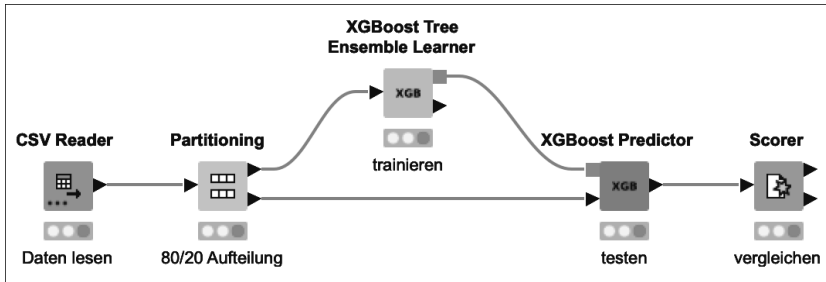 XGBoost Tree
Ensemble Learner
XGB
trainieren
CSV Reader
Daten lesen
Partitioning
80/20 Aufteilung
XGBoost Predictor
XGB
testen
Scorer
vergleichen